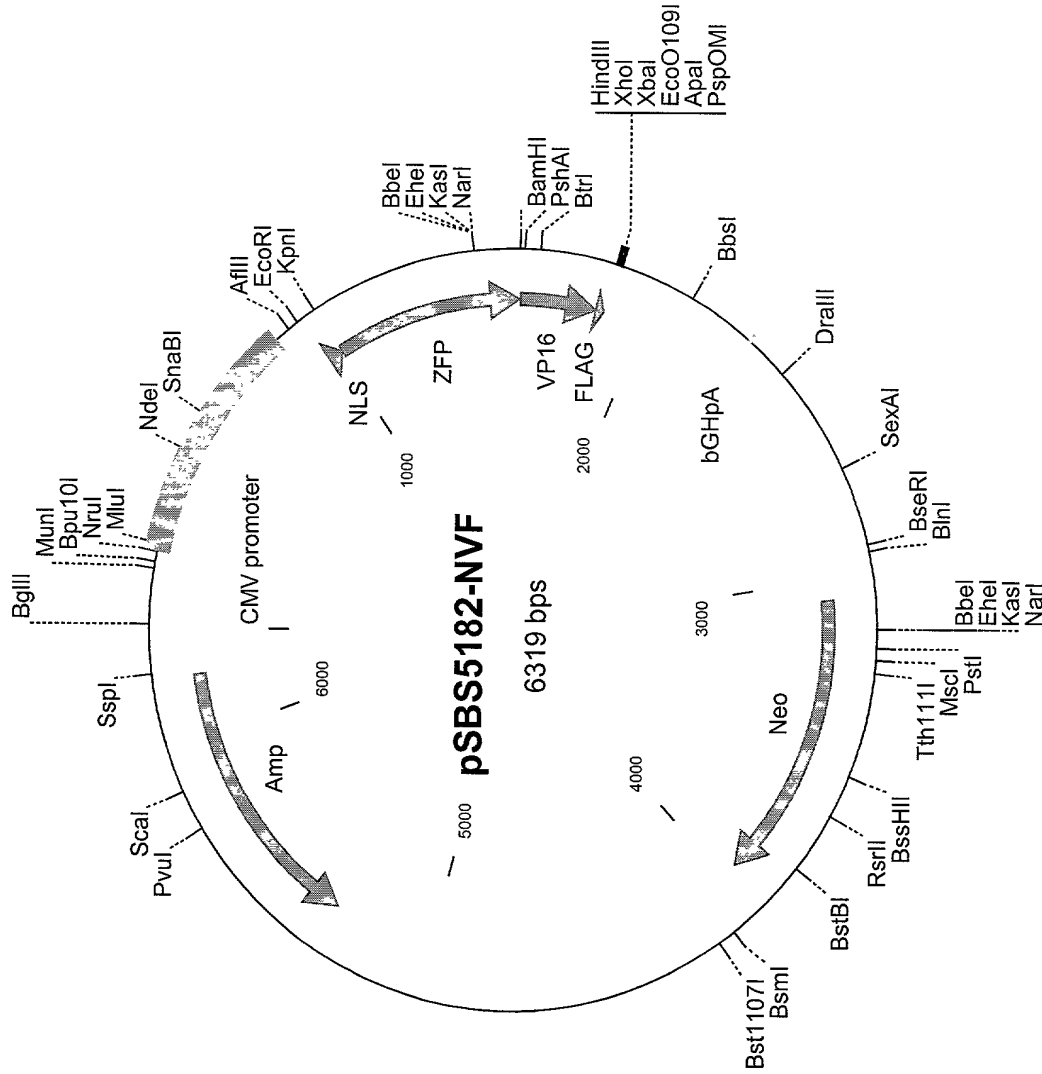 HindIII
XhoI
XbaI
EcoO109I
ApaI
PspOMI
BbeI
EheI
KasI
NarI
BamHI
PshAI
BtrI
BbsI
DraIII
SexAI
BseRI
BlnI
BbeI
EheI
KasI
NarI
PstI
MscI
Tth111I
BssHII
RsrII
BstBI
BsmI
Bst1107I
PvuI
ScaI
SspI
BglII
MunI
Bpu10I
NruI
MluI
NdeI
SnaBI
AflII
EcoRI
KpnI
CMV promoter
NLS
ZFP
VP16
FLAG
bGHpA
Neo
Amp
1000
2000
3000
4000
5000
6000
pSBS5182-NVF
6319 bps